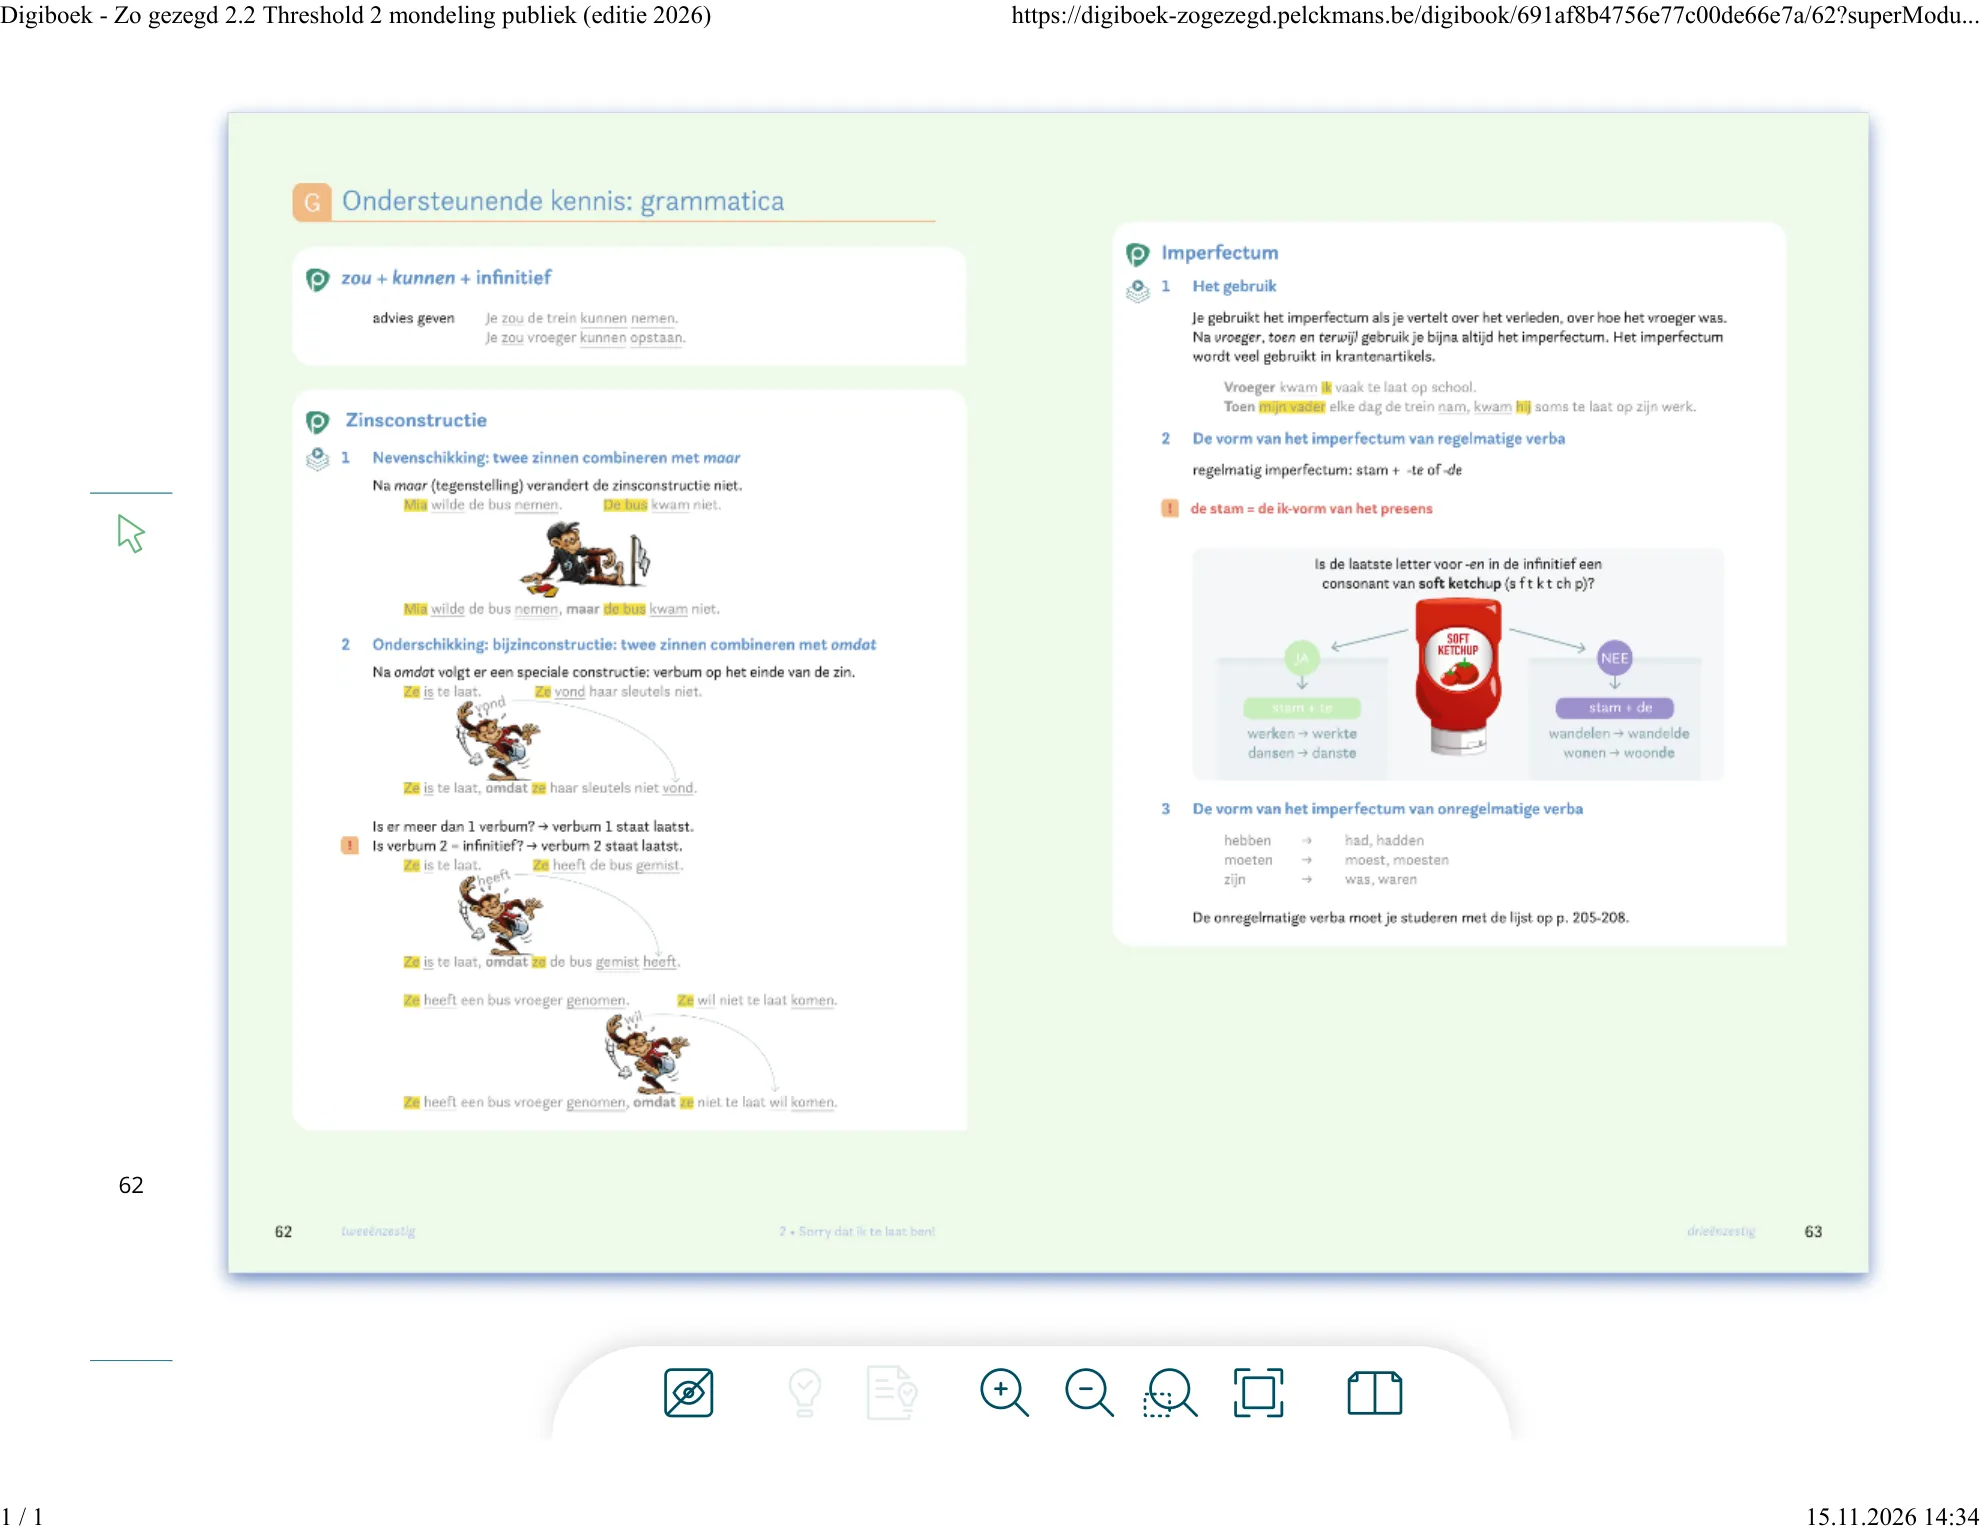 Digiboek - Zo gezegd 2.2 Threshold 2 mondeling publiek (editie 2026)
https://digiboek-zogezegd.pelckmans.be/digibook/691af8b4756e77c00de66e7a/62?superModu...
G Ondersteunende kennis: grammatica
zou + kunnen + infinitief
advies geven Je zou de trein kunnen nemen.
Je zou vroeger kunnen opstaan.
Zinsconstructie
1 Nevenschikking: twee zinnen combineren met maar
Na maar (tegenstelling) verandert de zinsconstructie niet.
Mia wilde de bus nemen. De bus kwam niet.
Mia wilde de bus nemen, maar de bus kwam niet.
2 Onderschikking: bijzinconstructie: twee zinnen combineren met omdat
Na omdat volgt er een speciale constructie: verbum op het einde van de zin.
Ze is te laat. Ze vond haar sleutels niet.
vond
Ze is te laat, omdat ze haar sleutels niet vond.
Is er meer dan 1 verbum? → verbum 1 staat laatst.
! Is verbum 2 = infinitief? → verbum 2 staat laatst.
Ze is te laat. Ze heeft de bus gemist.
heeft
Ze is te laat, omdat ze de bus gemist heeft.
Ze heeft een bus vroeger genomen. Ze wil niet te laat komen.
wil
Ze heeft een bus vroeger genomen, omdat ze niet te laat wil komen.
62 tweeënzestig 2 • Sorry dat ik te laat ben!
Imperfectum
1 Het gebruik
Je gebruikt het imperfectum als je vertelt over het verleden, over hoe het vroeger was.
Na vroeger, toen en terwijl gebruik je bijna altijd het imperfectum. Het imperfectum
wordt veel gebruikt in krantenartikels.
Vroeger kwam ik vaak te laat op school.
Toen mijn vader elke dag de trein nam, kwam hij soms te laat op zijn werk.
2 De vorm van het imperfectum van regelmatige verba
regelmatig imperfectum: stam + -te of -de
! de stam = de ik-vorm van het presens
Is de laatste letter voor -en in de infinitief een
consonant van soft ketchup (s f t k t ch p)?
SOFT
KETCHUP
JA
stam + te
werken → werkte
dansen → danste
NEE
stam + de
wandelen → wandelde
wonen → woonde
3 De vorm van het imperfectum van onregelmatige verba
hebben → had, hadden
moeten → moest, moesten
zijn → was, waren
De onregelmatige verba moet je studeren met de lijst op p. 205-208.
drieënzestig 63
62
1 / 1
15.11.2026 14:34